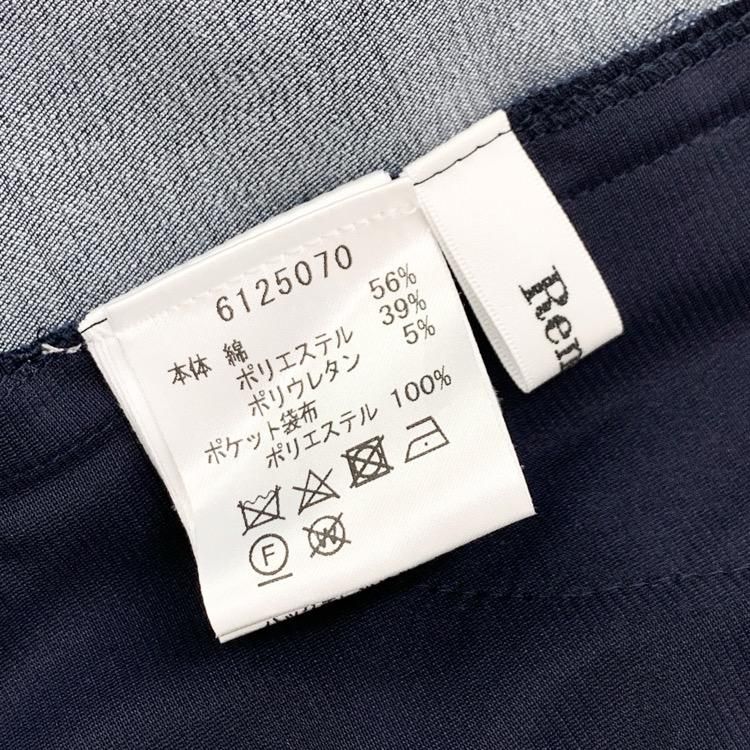 6125070
本体 綿 56%
ポリエステル 39%
ポリウレタン 5%
ポケット袋布
ポリエステル 100%
F W
Ren